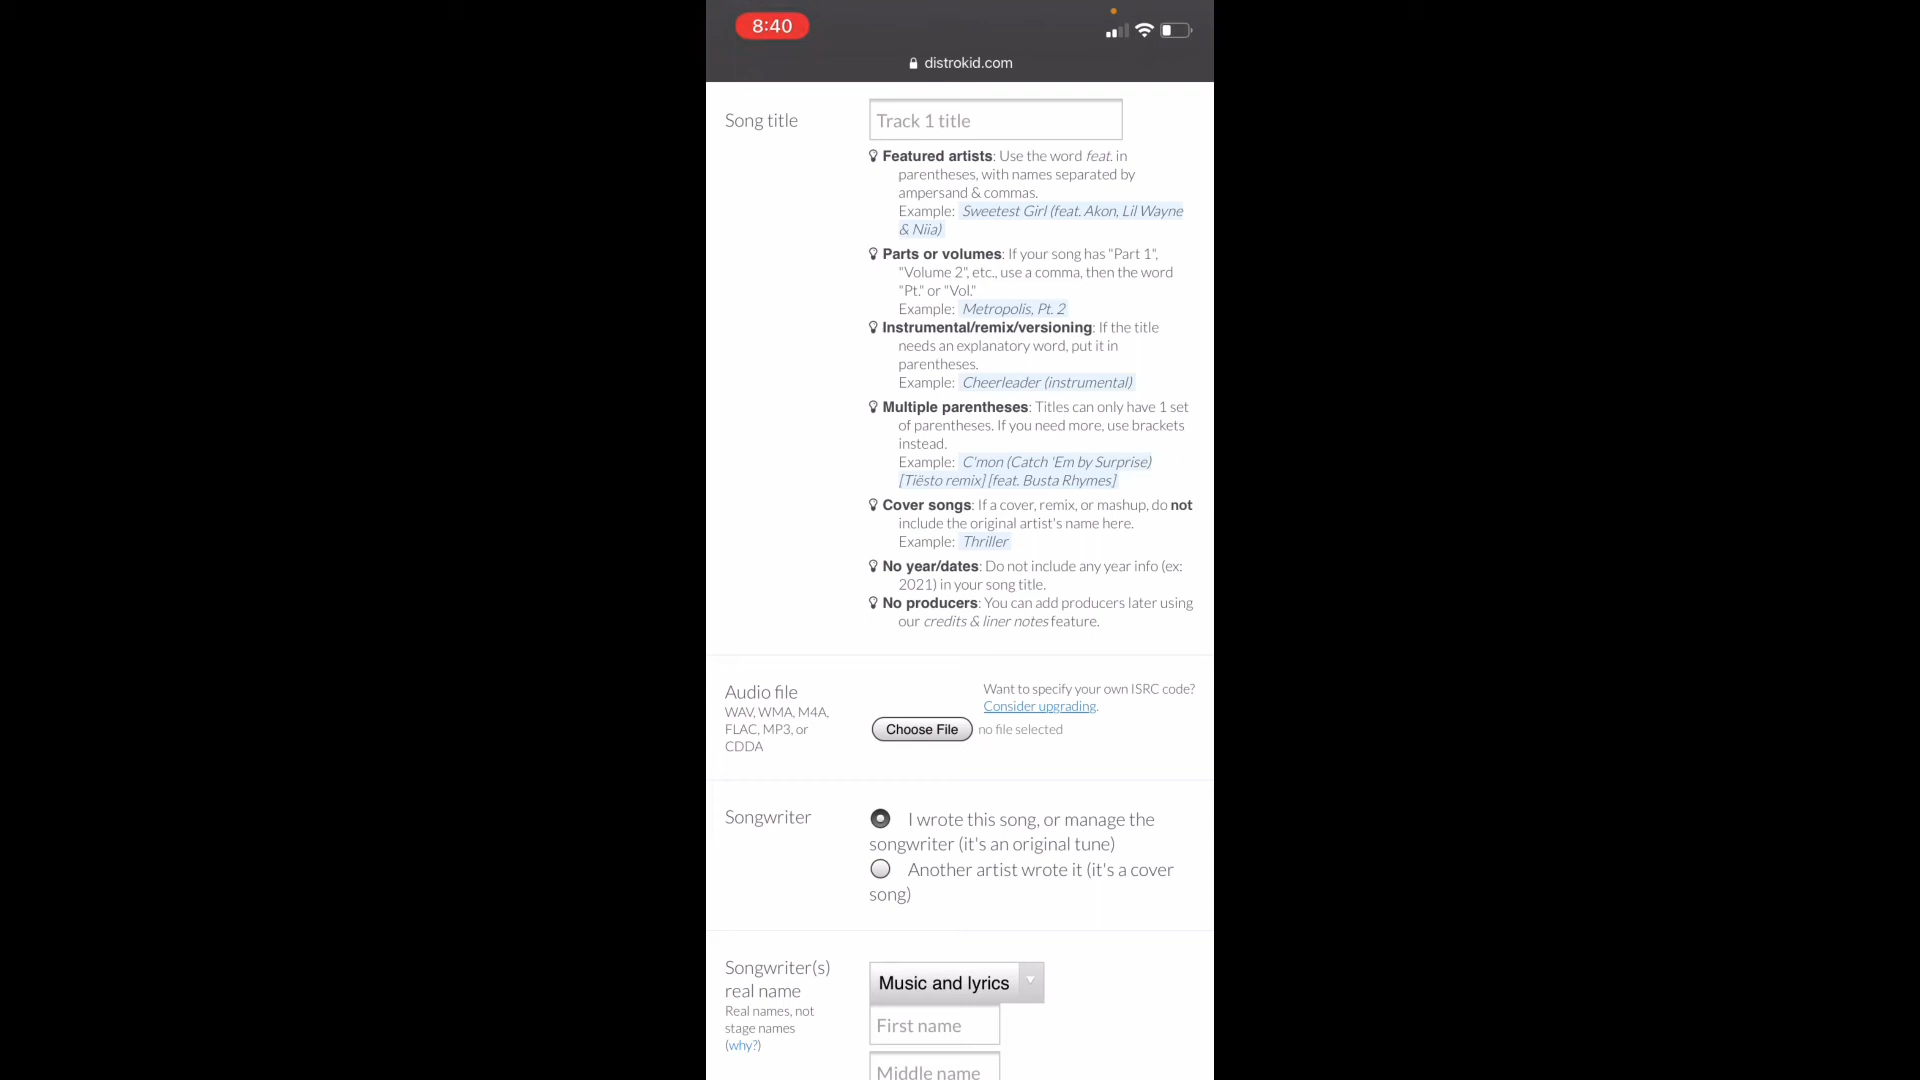 8:40
distrokid.com
Song title
Track 1 title
Featured artists: Use the word feat. in
parentheses, with names separated by
ampersand & commas.
Example: Sweetest Girl (feat. Akon, Lil Wayne
& Niia)
Parts or volumes: If your song has "Part 1",
"Volume 2", etc., use a comma, then the word
"Pt." or "Vol."
Example: Metropolis, Pt. 2
Instrumental/remix/versioning: If the title
needs an explanatory word, put it in
parentheses.
Example: Cheerleader (instrumental)
Multiple parentheses: Titles can only have 1 set
of parentheses. If you need more, use brackets
instead.
Example: C'mon (Catch 'Em by Surprise)
[Tiësto remix] [feat. Busta Rhymes]
Cover songs: If a cover, remix, or mashup, do not
include the original artist's name here.
Example: Thriller
No year/dates: Do not include any year info (ex:
2021) in your song title.
No producers: You can add producers later using
our credits & liner notes feature.
Audio file
WAV, WMA, M4A,
FLAC, MP3, or
CDDA
Want to specify your own ISRC code?
Consider upgrading.
Choose File no file selected
Songwriter
I wrote this song, or manage the
songwriter (it's an original tune)
Another artist wrote it (it's a cover
song)
Songwriter(s)
real name
Real names, not
stage names
(why?)
Music and lyrics
First name
Middle name